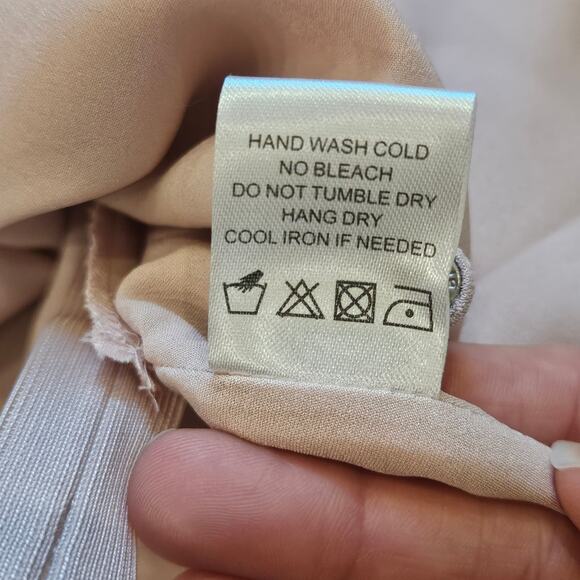 HAND WASH COLD
NO BLEACH
DO NOT TUMBLE DRY
HANG DRY
COOL IRON IF NEEDED